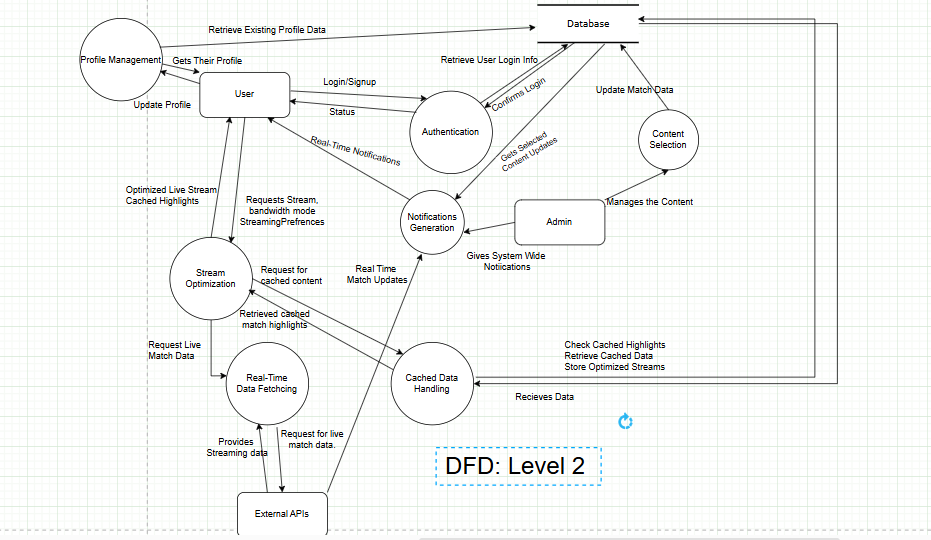 Database
Retrieve Existing Profile Data
Profile Management
Gets Their Profile
Retrieve User Login Info
User
Login/Signup
Update Profile
Status
Confirms Login
Update Match Data
Authentication
Content
Selection
Real-Time Notifications
Gets Selected
Content Updates
Optimized Live Stream
Cached Highlights
Requests Stream,
bandwidth mode
StreamingPrefrences
Notifications
Generation
Admin
Manages the Content
Gives System Wide
Notiications
Stream
Optimization
Request for
cached content
Real Time
Match Updates
Retrieved cached
match highlights
Request Live
Match Data
Check Cached Highlights
Retrieve Cached Data
Store Optimized Streams
Real-Time
Data Fetchcing
Cached Data
Handling
Recieves Data
Provides
Streaming data
Request for live
match data.
DFD: Level 2
External APIs